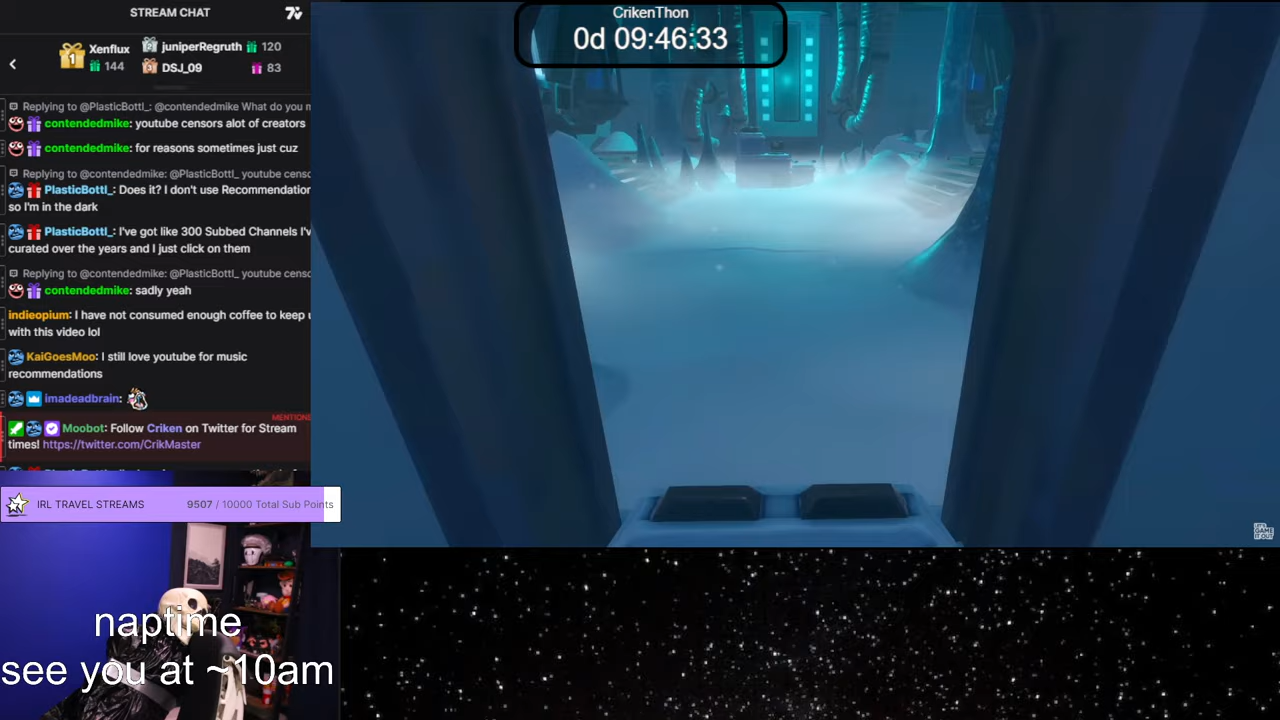 STREAM CHAT
Xenflux
144
juniperRegruth 120
DSJ_09 83
Replying to @PlasticBottl_: @contendedmike What do you m
contendedmike: youtube censors alot of creators
contendedmike: for reasons sometimes just cuz
Replying to @contendedmike: @PlasticBottl_ youtube censo
PlasticBottl_: Does it? I don't use Recommendation
so I'm in the dark
PlasticBottl_: I've got like 300 Subbed Channels I'v
curated over the years and I just click on them
Replying to @contendedmike: @PlasticBottl_ youtube censo
contendedmike: sadly yeah
indieopium: I have not consumed enough coffee to keep u
with this video lol
KaiGoesMoo: I still love youtube for music
recommendations
imadeadbrain:
MENTIONS
Moobot: Follow Criken on Twitter for Stream
times! https://twitter.com/CrikMaster
IRL TRAVEL STREAMS 9507 / 10000 Total Sub Points
naptime
see you at ~10am
CrikenThon
0d 09:46:33
LET'S
GAME
IT OUT